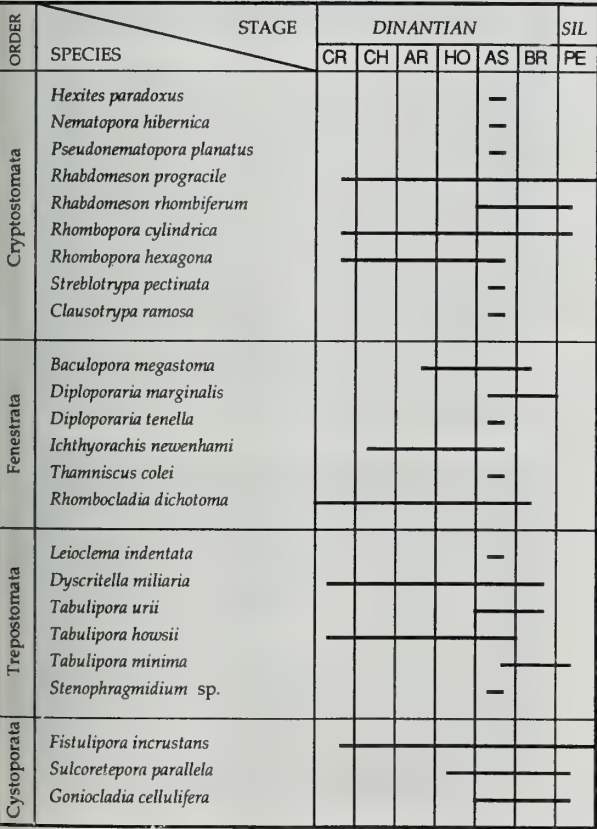 ORDER STAGE DINANTIAN SIL
SPECIES CR CH AR HO AS BR PE
Cryptostomata
Hexites paradoxus
Nematopora hibernica
Pseudonematopora planatus
Rhabdomeson progracile
Rhabdomeson rhombiferum
Rhombopora cylindrica
Rhombopora hexagona
Streblotrypa pectinata
Clausotrypa ramosa
Fenestrata
Baculopora megastoma
Diploporaria marginalis
Diploporaria tenella
Ichthyorachis newenhami
Thamniscus colei
Rhombocladia dichotoma
Trepostomata
Leioclema indentata
Dyscritella miliaria
Tabulipora urii
Tabulipora howsii
Tabulipora minima
Stenophragmidium sp.
Cystoporata
Fistulipora incrustans
Sulcoretepora parallela
Goniocladia cellulifera